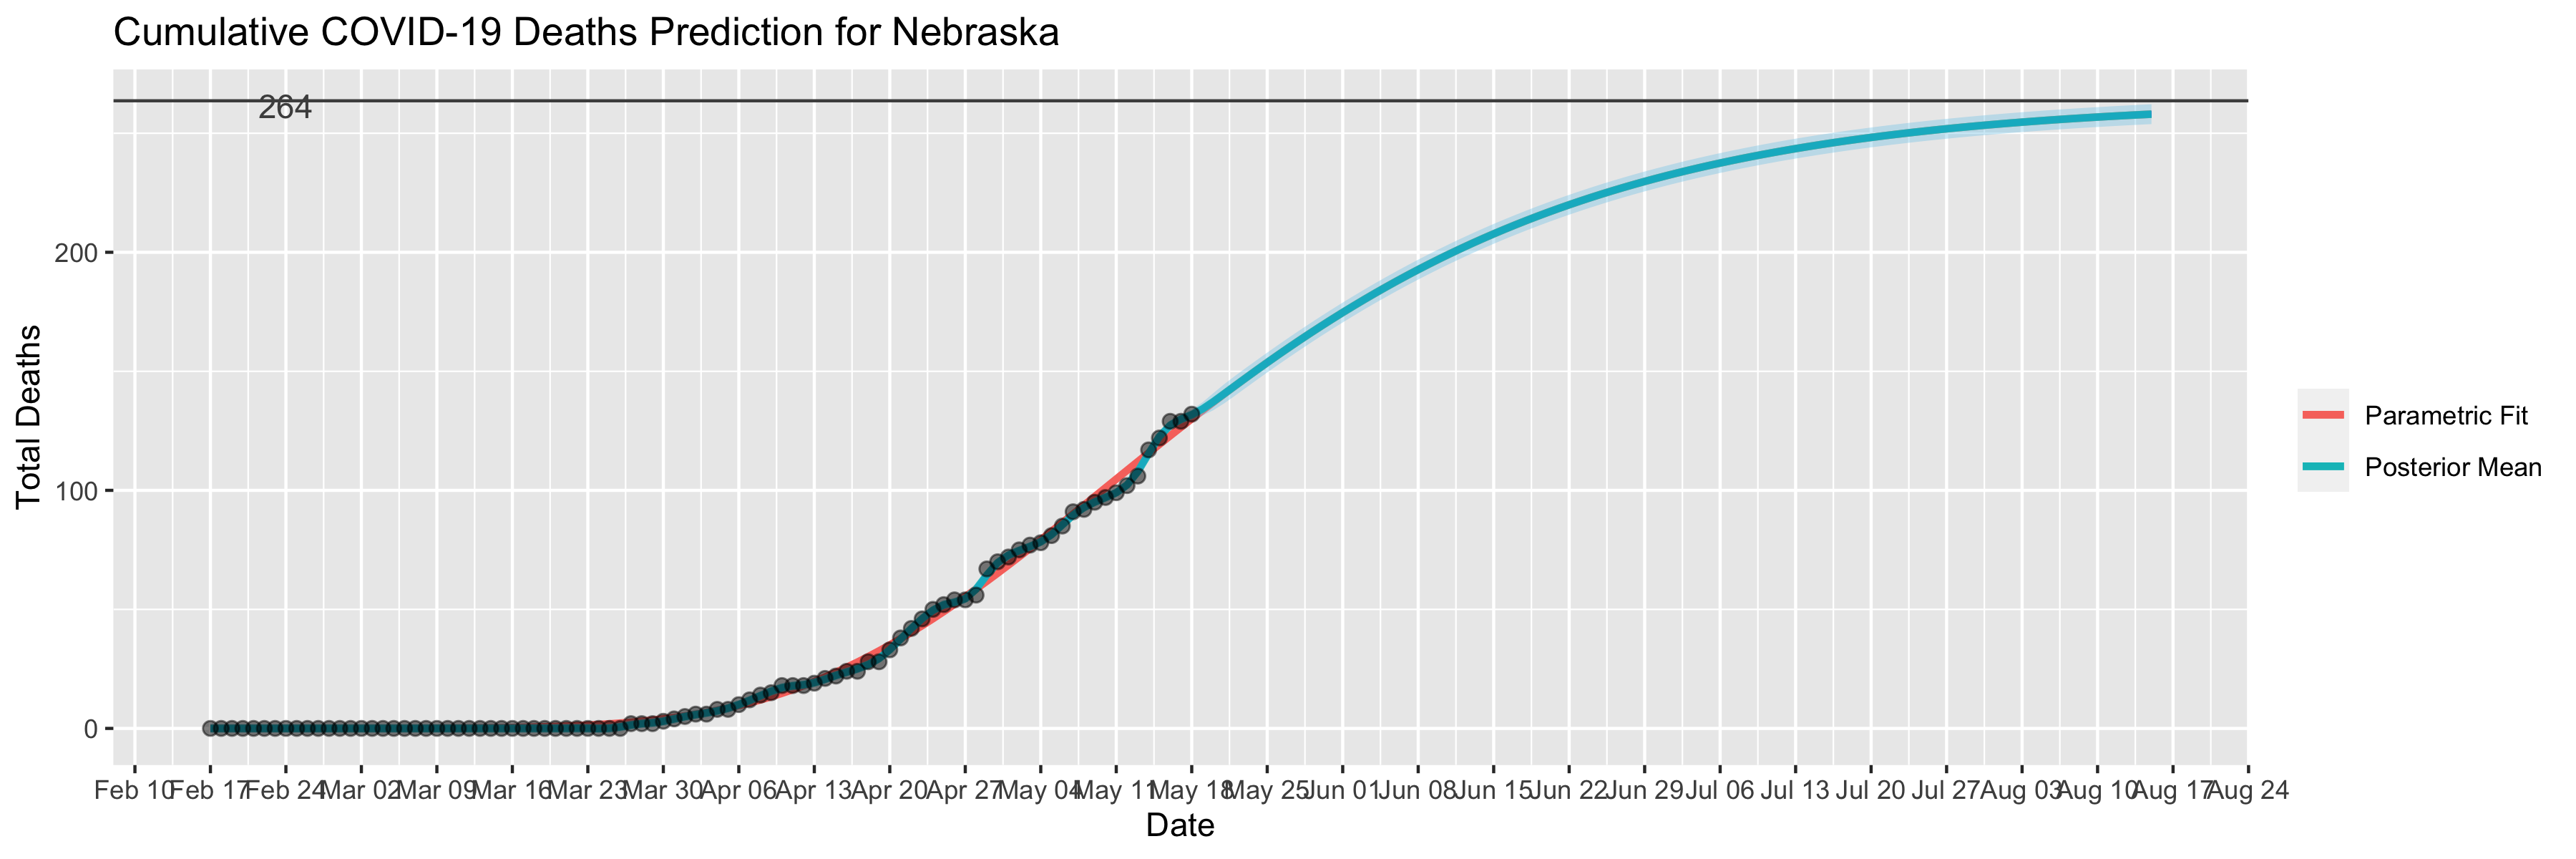 Cumulative COVID-19 Deaths Prediction for Nebraska
264
200
100
0
Total Deaths
Feb 10 Feb 17 Feb 24 Mar 02 Mar 09 Mar 16 Mar 23 Mar 30 Apr 06 Apr 13 Apr 20 Apr 27 May 04 May 11 May 18 May 25 Jun 01 Jun 08 Jun 15 Jun 22 Jun 29 Jul 06 Jul 13 Jul 20 Jul 27 Aug 03 Aug 10 Aug 17 Aug 24
Date
Parametric Fit
Posterior Mean